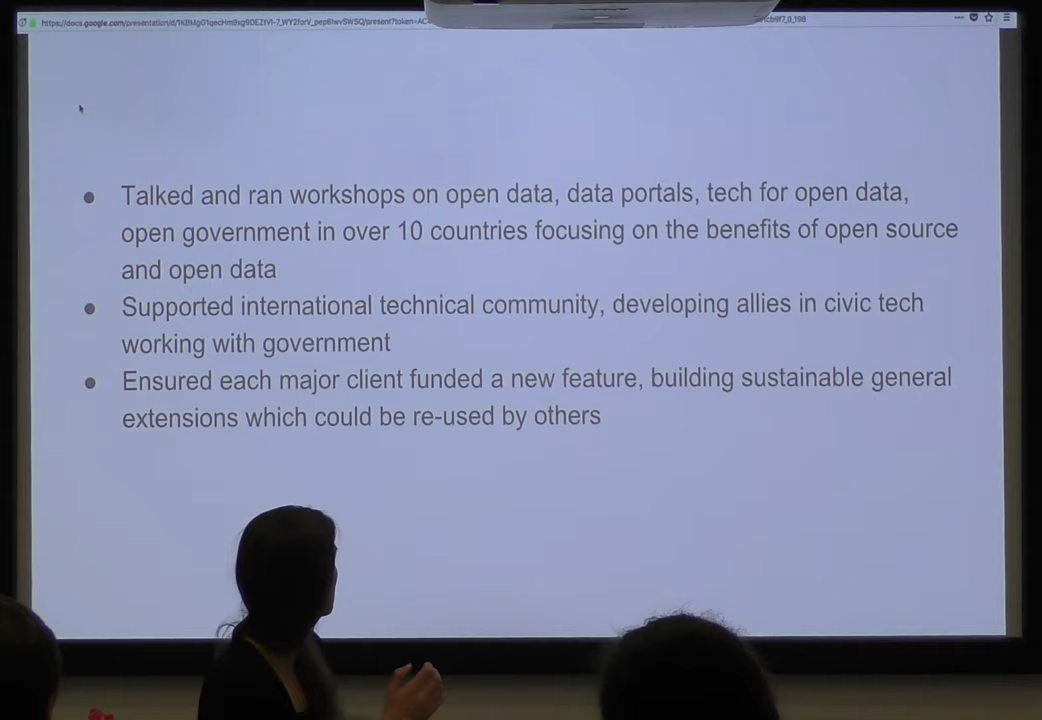 ● Talked and ran workshops on open data, data portals, tech for open data,
open government in over 10 countries focusing on the benefits of open source
and open data
● Supported international technical community, developing allies in civic tech
working with government
● Ensured each major client funded a new feature, building sustainable general
extensions which could be re-used by others